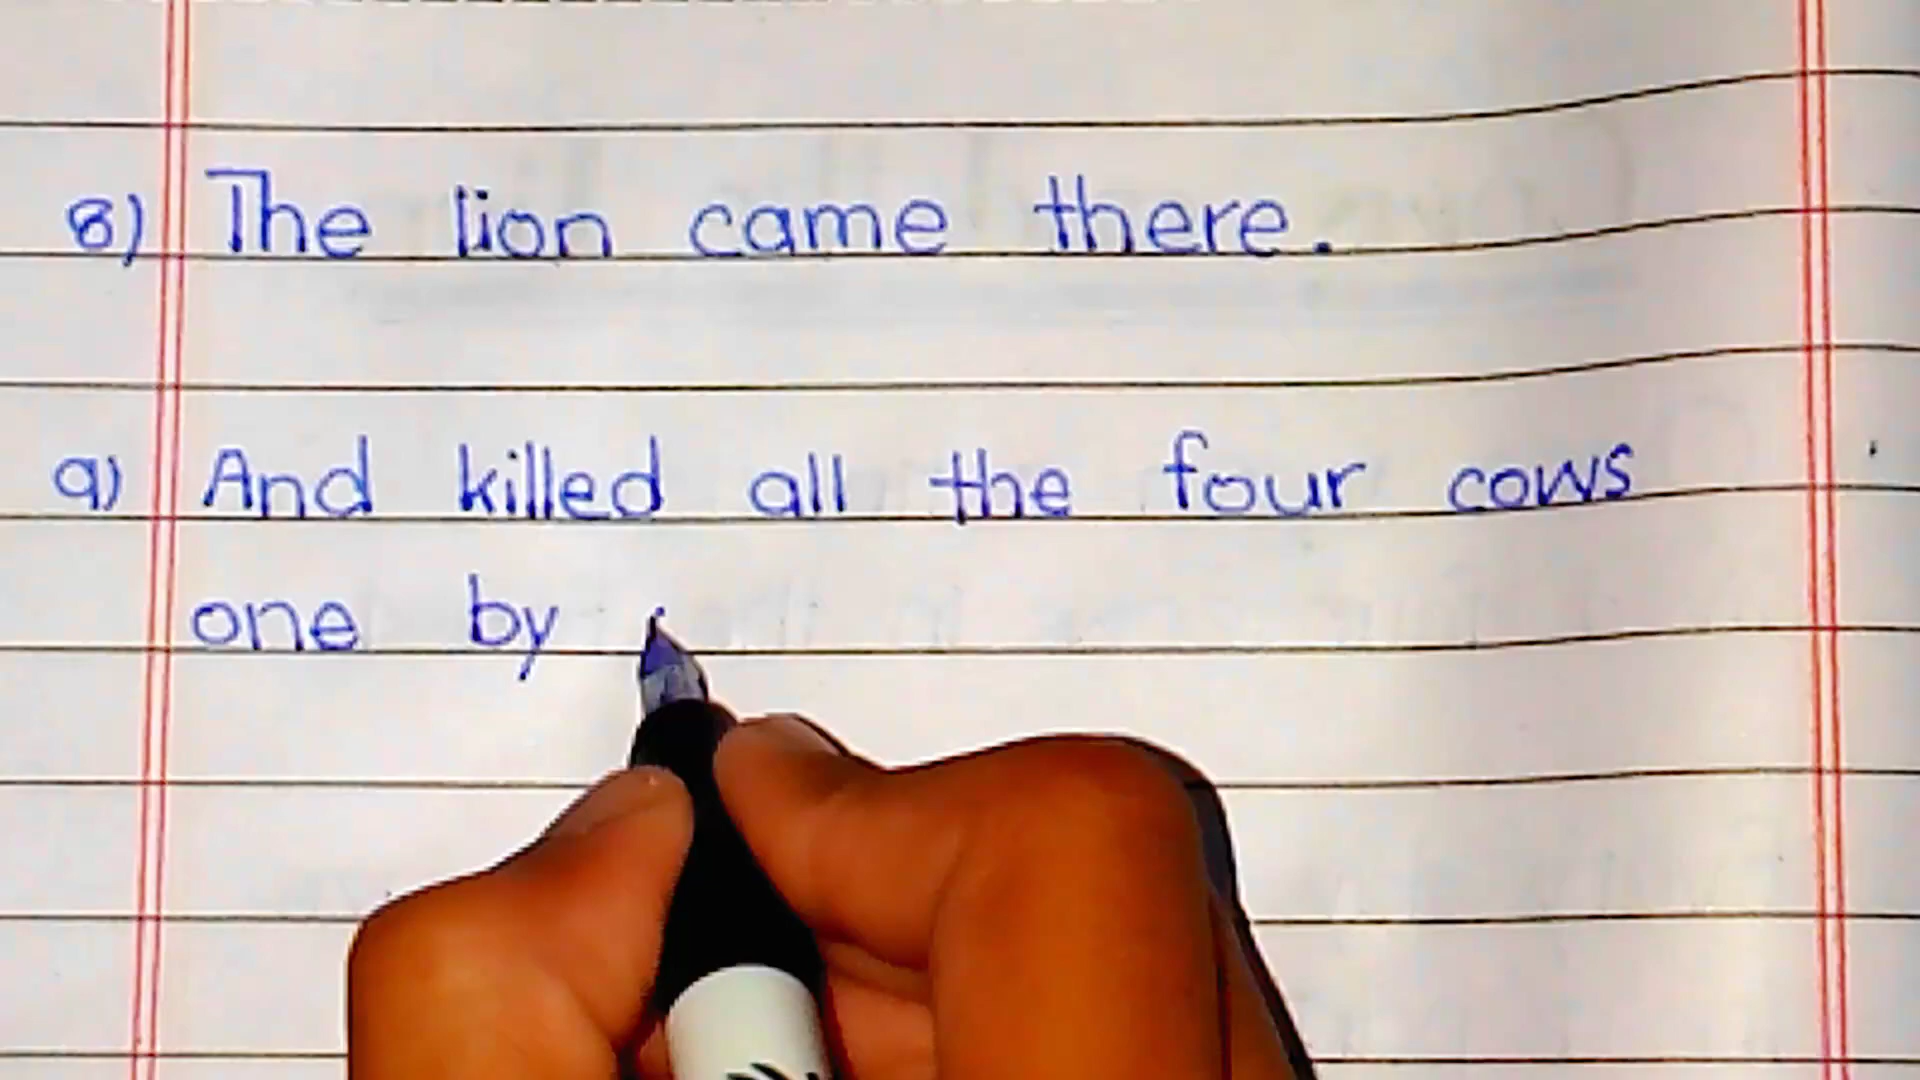 8) The lion came there.
9) And killed all the four cows
one by